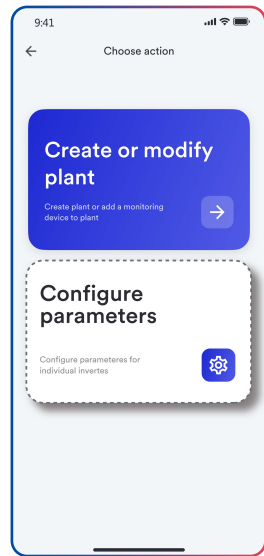 9:41
Choose action
Create or modify
plant
Create plant or add a monitoring
device to plant
Configure
parameters
Configure parameteres for
individual invertes